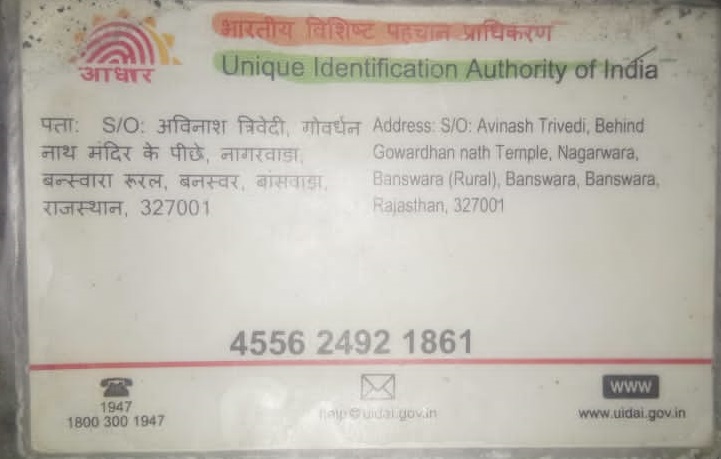 भारतीय विशिष्ट पहचान प्राधिकरण
आधार
Unique Identification Authority of India
पता: S/O: अविनाश त्रिवेदी, गोवर्धन
नाथ मंदिर के पीछे, नागरवाडा,
बन्स्वारा रूरल, बनस्वर, बांसवाड़ा,
राजस्थान, 327001
Address: S/O: Avinash Trivedi, Behind
Gowardhan nath Temple, Nagarwara,
Banswara (Rural), Banswara, Banswara,
Rajasthan, 327001
4556 2492 1861
1947
1800 300 1947
help@uidai.gov.in
WWW
www.uidai.gov.in